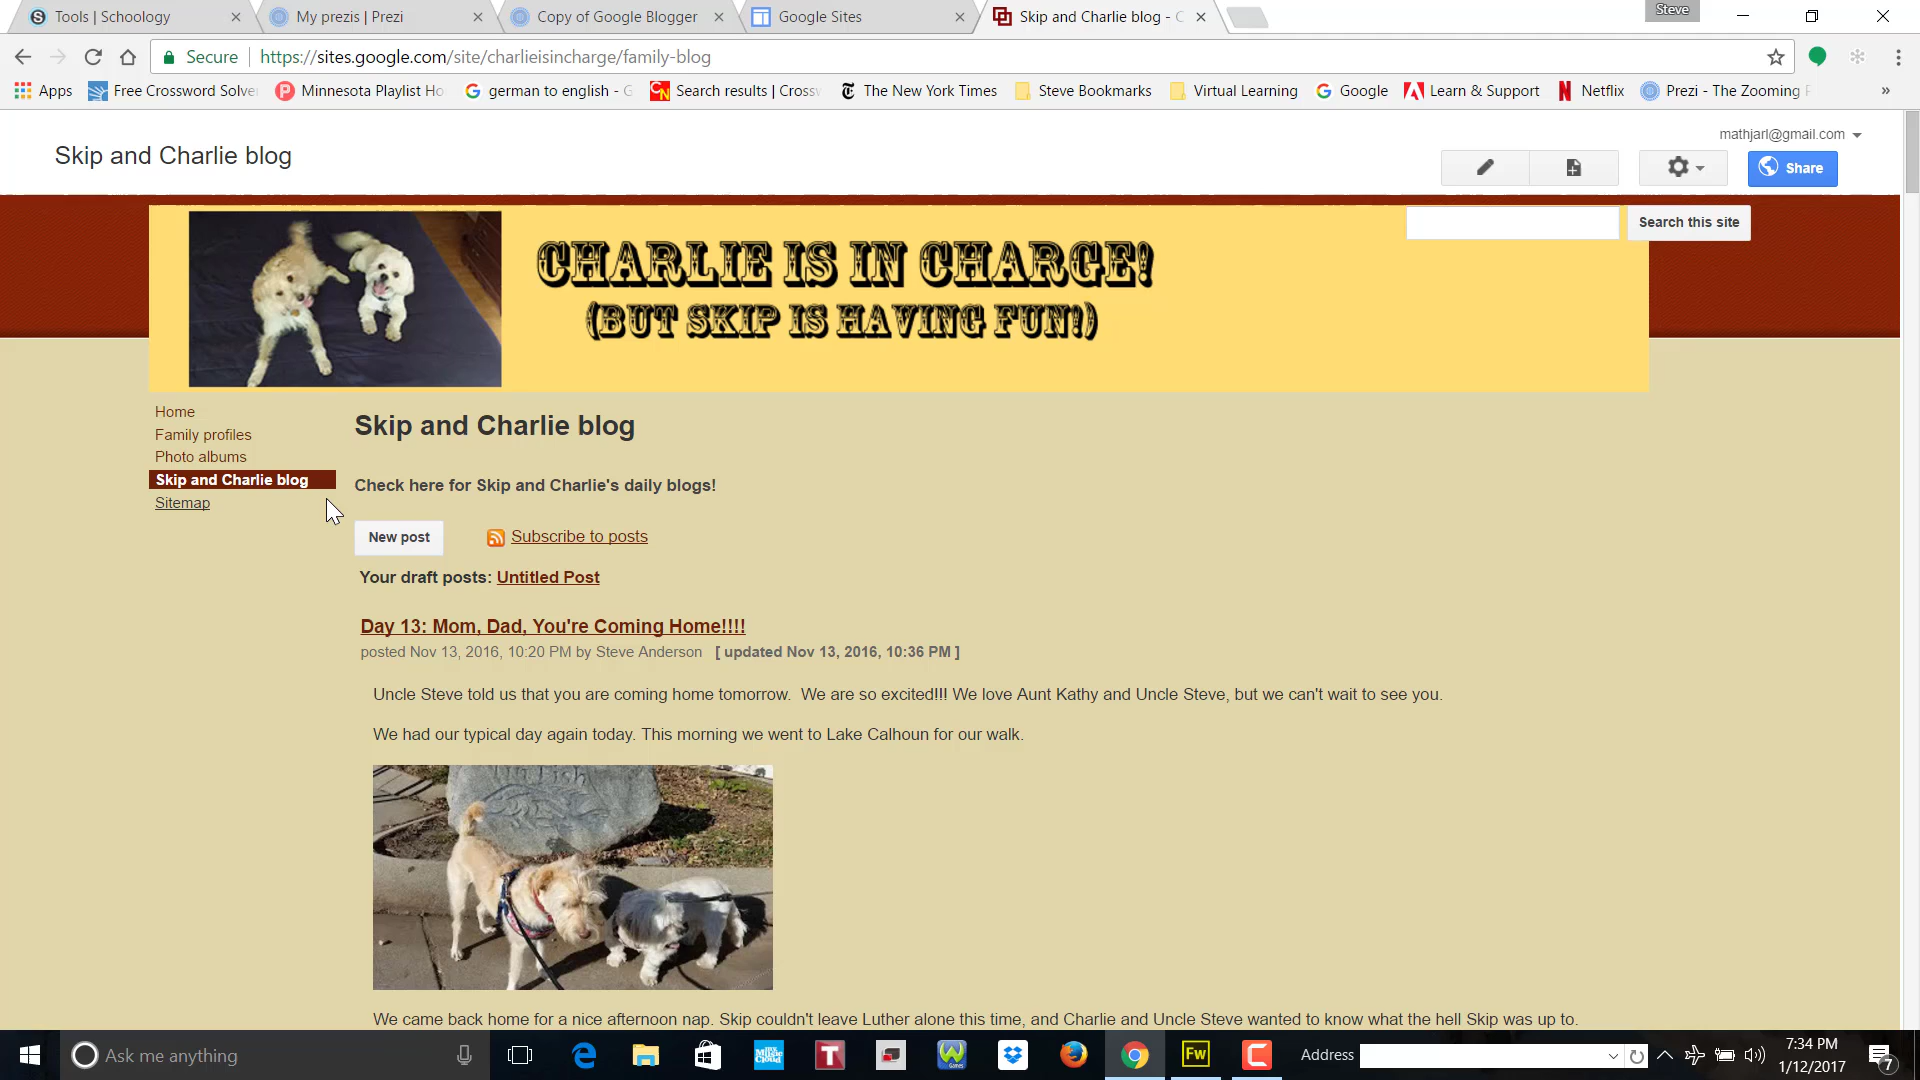 Tools | Schoology
My prezis | Prezi
Copy of Google Blogger
Google Sites
Skip and Charlie blog - C
Steve
Secure
https://sites.google.com/site/charlieisincharge/family-blog
Apps
Free Crossword Solve
Minnesota Playlist Ho
german to english - G
Search results | Crossw
The New York Times
Steve Bookmarks
Virtual Learning
Google
Learn & Support
Netflix
Prezi - The Zooming P
»
mathjarl@gmail.com
Skip and Charlie blog
Share
CHARLIE IS IN CHARGE!
(BUT SKIP IS HAVING FUN!)
Search this site
Home
Family profiles
Photo albums
Skip and Charlie blog
Sitemap
Skip and Charlie blog
Check here for Skip and Charlie's daily blogs!
New post
Subscribe to posts
Your draft posts: Untitled Post
Day 13: Mom, Dad, You're Coming Home!!!!
posted Nov 13, 2016, 10:20 PM by Steve Anderson [ updated Nov 13, 2016, 10:36 PM ]
Uncle Steve told us that you are coming home tomorrow.  We are so excited!!! We love Aunt Kathy and Uncle Steve, but we can't wait to see you.
We had our typical day again today. This morning we went to Lake Calhoun for our walk.
We came back home for a nice afternoon nap. Skip couldn't leave Luther alone this time, and Charlie and Uncle Steve wanted to know what the hell Skip was up to.
Ask me anything
Address
7:34 PM
1/12/2017
7